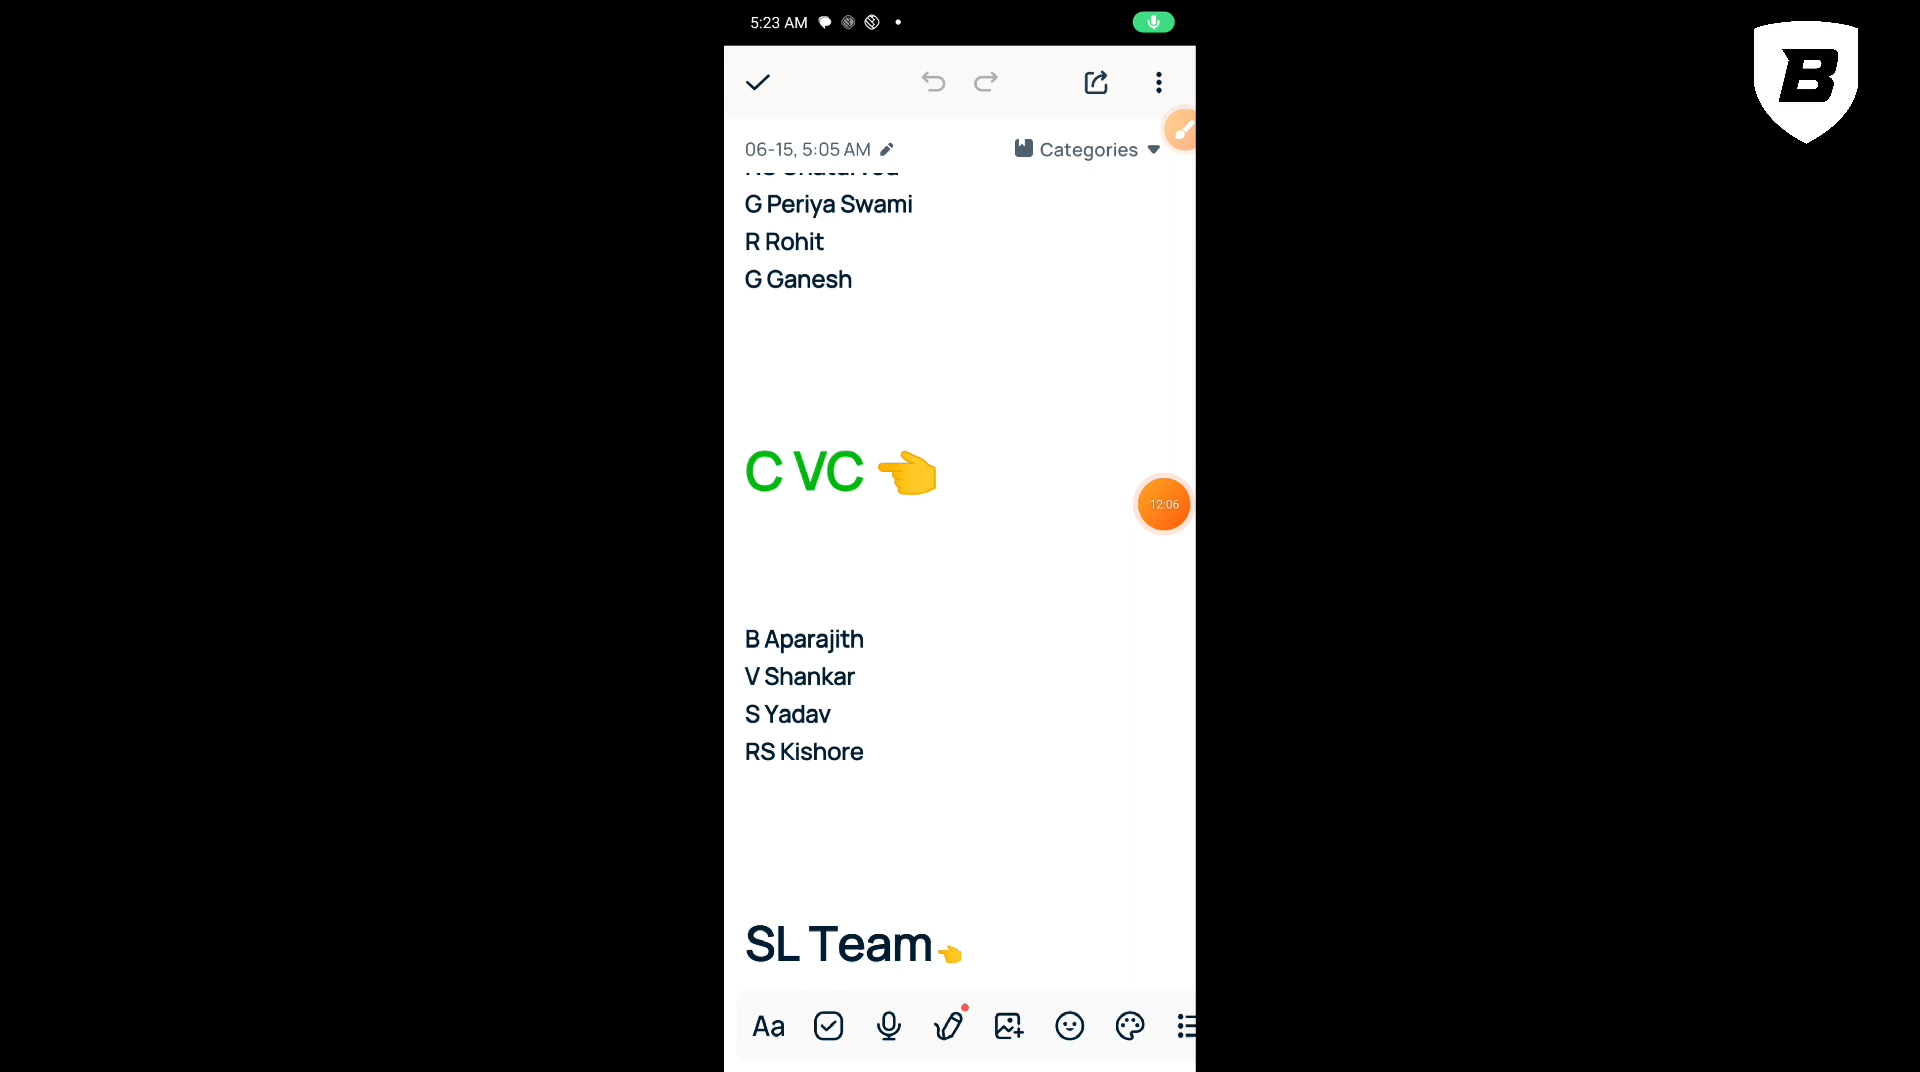 5:23 AM
06-15, 5:05 AM
Categories
G Periya Swami
R Rohit
G Ganesh
C VC 👈
12:06
B Aparajith
V Shankar
S Yadav
RS Kishore
SL Team👈
Aa
B